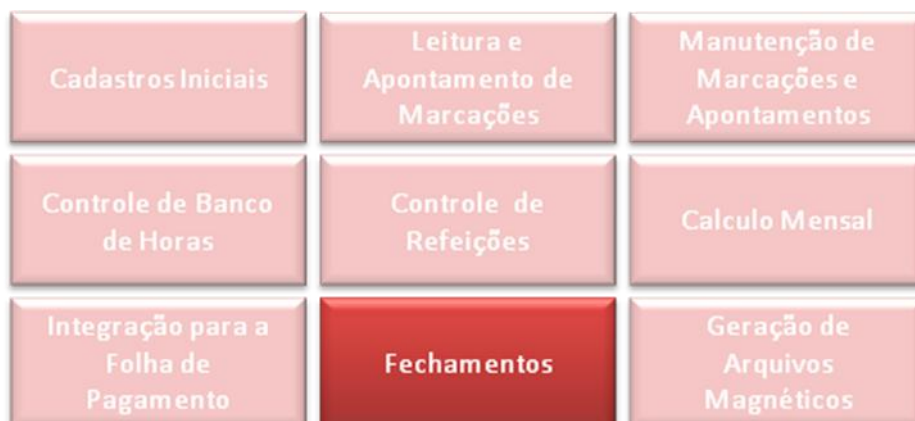 Cadastros Iniciais
Leitura e
Apontamento de
Marcações
Manutenção de
Marcações e
Apontamentos
Controle de Banco
de Horas
Controle de
Refeições
Calculo Mensal
Integração para a
Folha de
Pagamento
Fechamentos
Geração de
Arquivos
Magnéticos